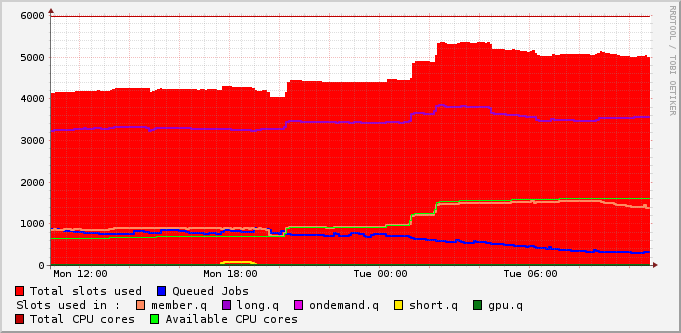 6000
5000
4000
3000
2000
1000
0
Mon 12:00 Mon 18:00 Tue 00:00 Tue 06:00
Total slots used Queued Jobs
Slots used in : member.q long.q ondemand.q short.q gpu.q
Total CPU cores Available CPU cores
RRDTOOL / TOBI OETIKER